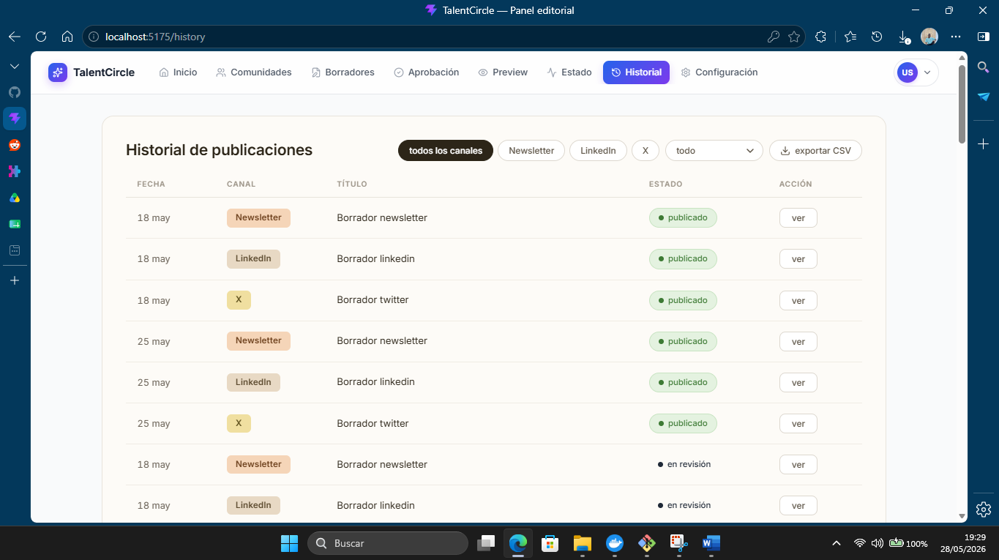 TalentCircle — Panel editorial
localhost:5175/history
TalentCircle
Inicio
Comunidades
Borradores
Aprobación
Preview
Estado
Historial
Configuración
US
Historial de publicaciones
todos los canales
Newsletter
LinkedIn
X
todo
exportar CSV
FECHA CANAL TÍTULO ESTADO ACCIÓN
18 may Newsletter Borrador newsletter publicado ver
18 may LinkedIn Borrador linkedin publicado ver
18 may X Borrador twitter publicado ver
25 may Newsletter Borrador newsletter publicado ver
25 may LinkedIn Borrador linkedin publicado ver
25 may X Borrador twitter publicado ver
18 may Newsletter Borrador newsletter en revisión ver
18 may LinkedIn Borrador linkedin en revisión ver
Buscar
100%
19:29
28/05/2026